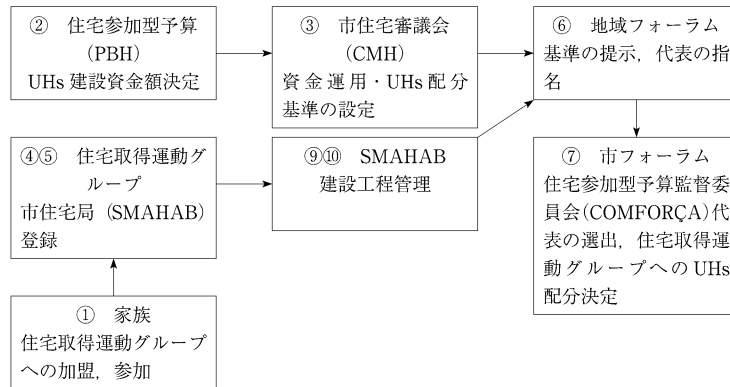 ② 住宅参加型予算
(PBH)
UHs 建設資金額決定
③ 市住宅審議会
(CMH)
資金運用・UHs 配分
基準の設定
⑥ 地域フォーラム
基準の提示，代表の指
名
④⑤ 住宅取得運動グ
ループ
市住宅局 (SMAHAB)
登録
⑨⑩ SMAHAB
建設工程管理
⑦ 市フォーラム
住宅参加型予算監督委
員会(COMFORÇA)代
表の選出，住宅取得運
動グループへの UHs
配分決定
① 家族
住宅取得運動グループ
への加盟，参加